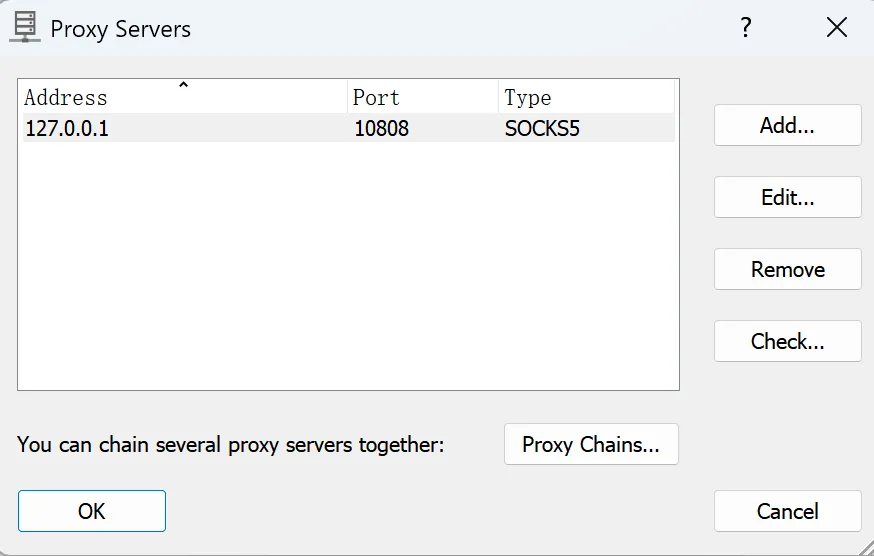 Proxy Servers
?
Address Port Type
127.0.0.1 10808 SOCKS5
Add...
Edit...
Remove
Check...
You can chain several proxy servers together: Proxy Chains...
OK Cancel